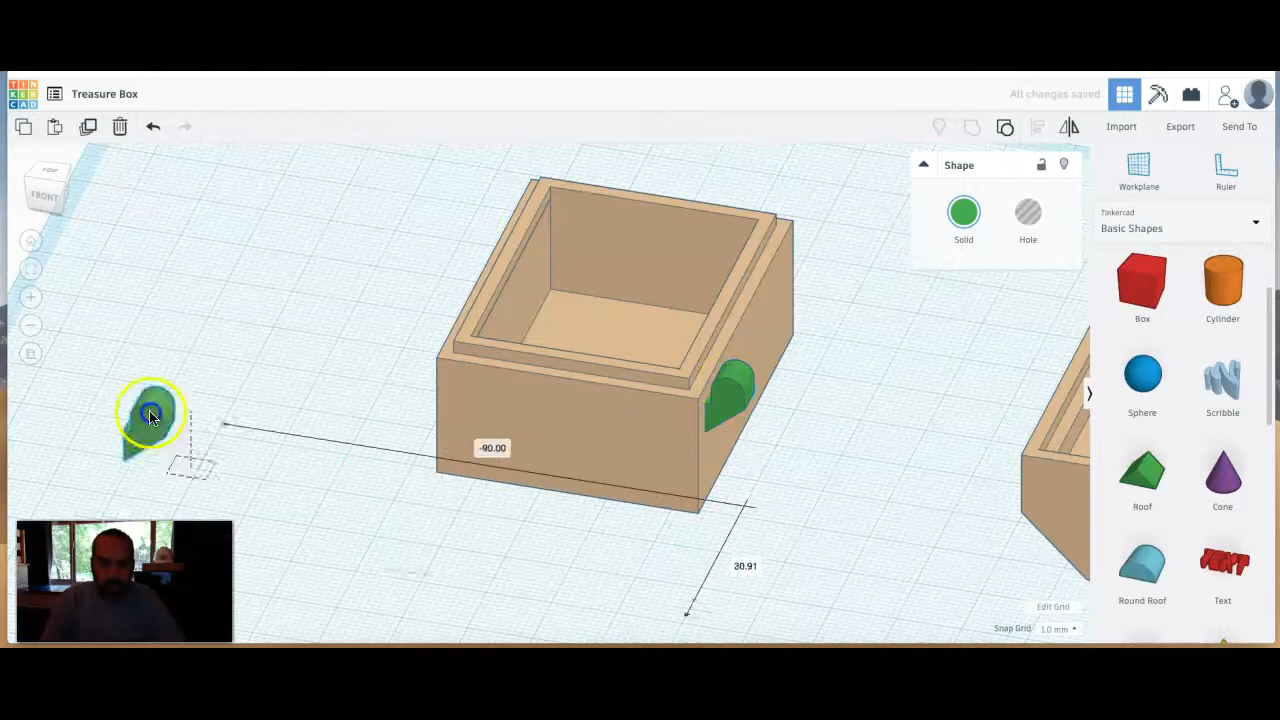 TIN
KER
CAD
Treasure Box
All changes saved
Import
Export
Send To
TOP
FRONT
Shape
Solid
Hole
Workplane
Ruler
Tinkercad
Basic Shapes
Box
Cylinder
Sphere
Scribble
Roof
Cone
Round Roof
Text
TEXT
-90.00
30.91
Edit Grid
Snap Grid
1.0 mm